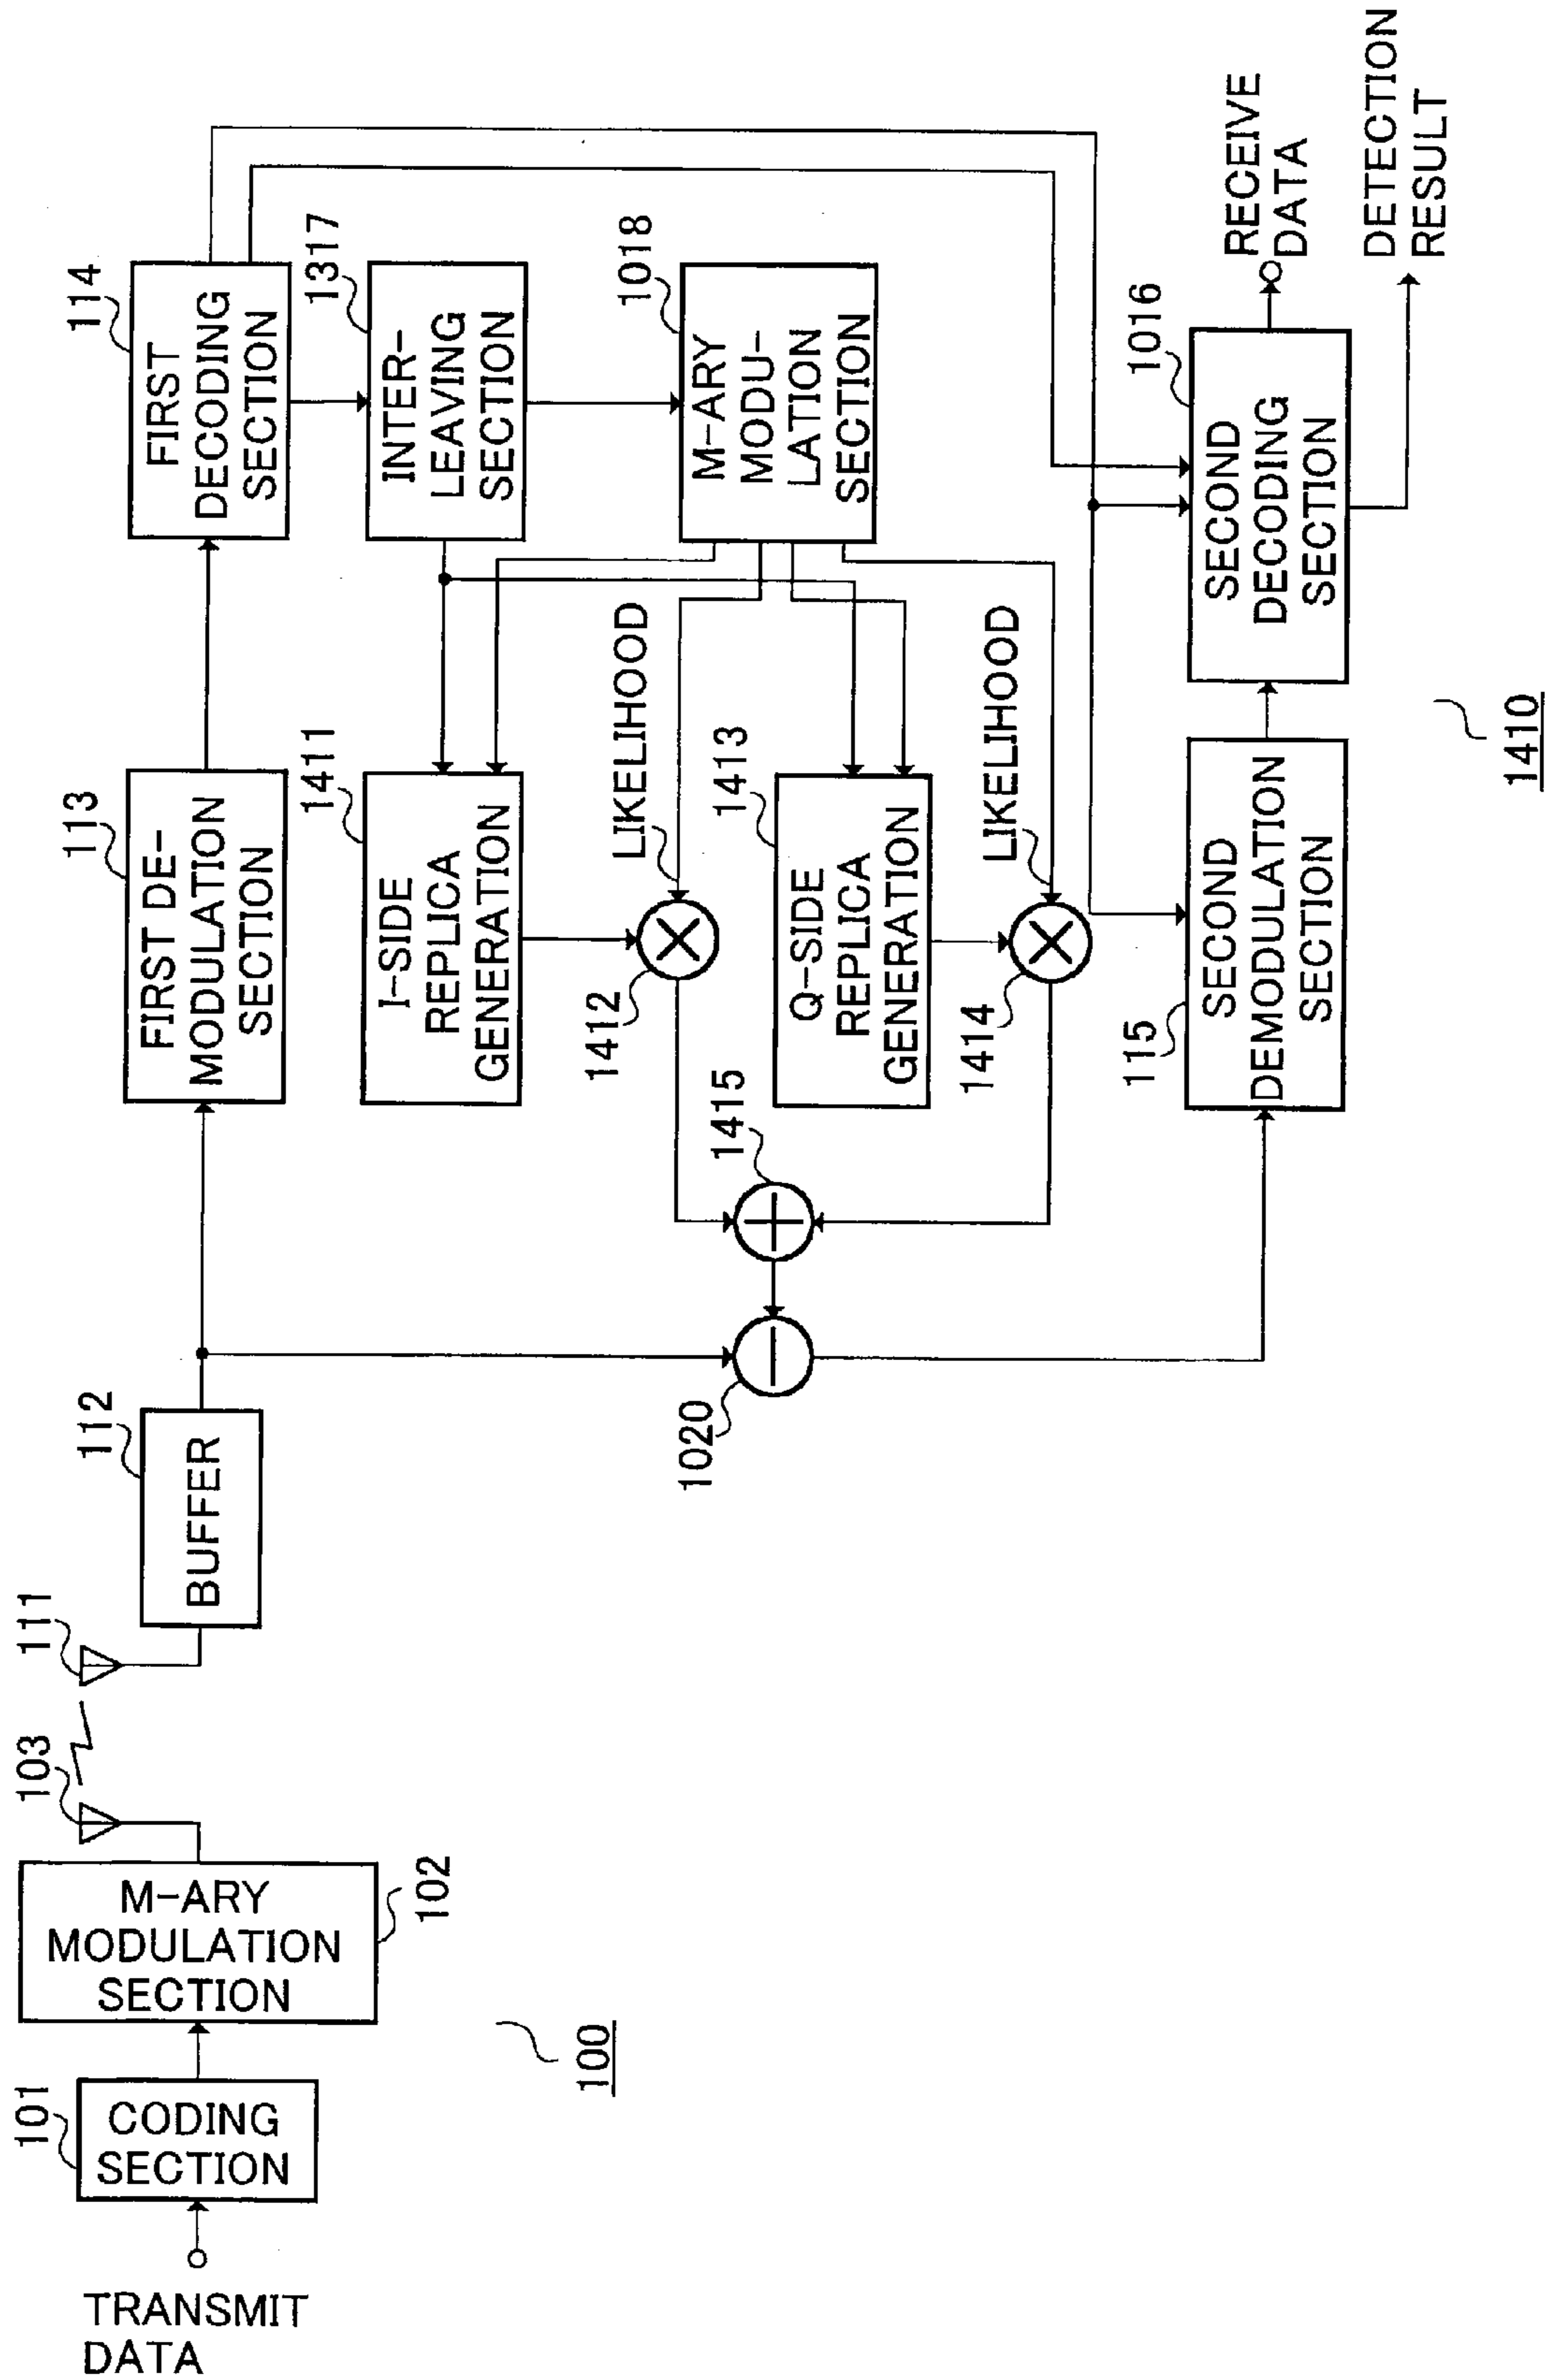 TRANSMIT
DATA
101
CODING
SECTION
M-ARY
MODULATION
SECTION
102
100
103
111
112
BUFFER
113
FIRST DE-
MODULATION
SECTION
114
FIRST
DECODING
SECTION
1317
INTER-
LEAVING
SECTION
1018
M-ARY
MODU-
LATION
SECTION
1411
I-SIDE
REPLICA
GENERATION
LIKELIHOOD
1412
1413
Q-SIDE
REPLICA
GENERATION
LIKELIHOOD
1414
1415
1020
115
SECOND
DEMODULATION
SECTION
1016
SECOND
DECODING
SECTION
RECEIVE
DATA
DETECTION
RESULT
1410